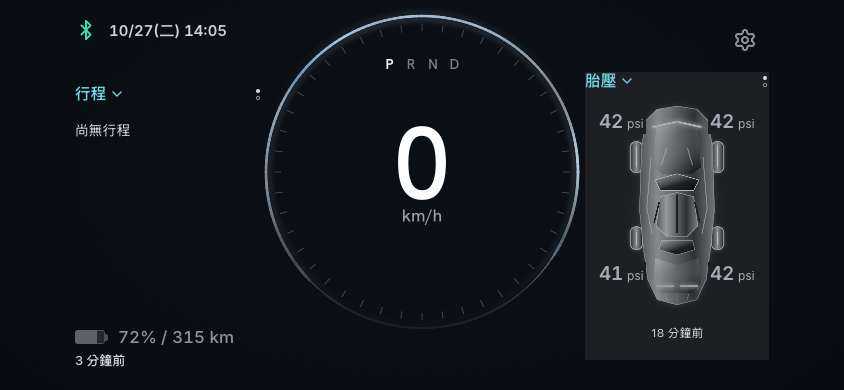 10/27(二) 14:05
P R N D
行程
尚無行程
0
km/h
胎壓
42 psi 42 psi
41 psi 42 psi
18 分鐘前
72% / 315 km
3 分鐘前